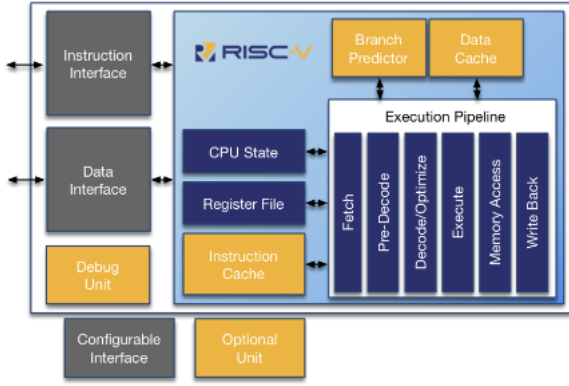 Instruction
Interface
RISC-V
Branch
Predictor
Data
Cache
Execution Pipeline
Data
Interface
CPU State
Register File
Instruction
Cache
Fetch
Pre-Decode
Decode/Optimize
Execute
Memory Access
Write Back
Debug
Unit
Configurable
Interface
Optional
Unit